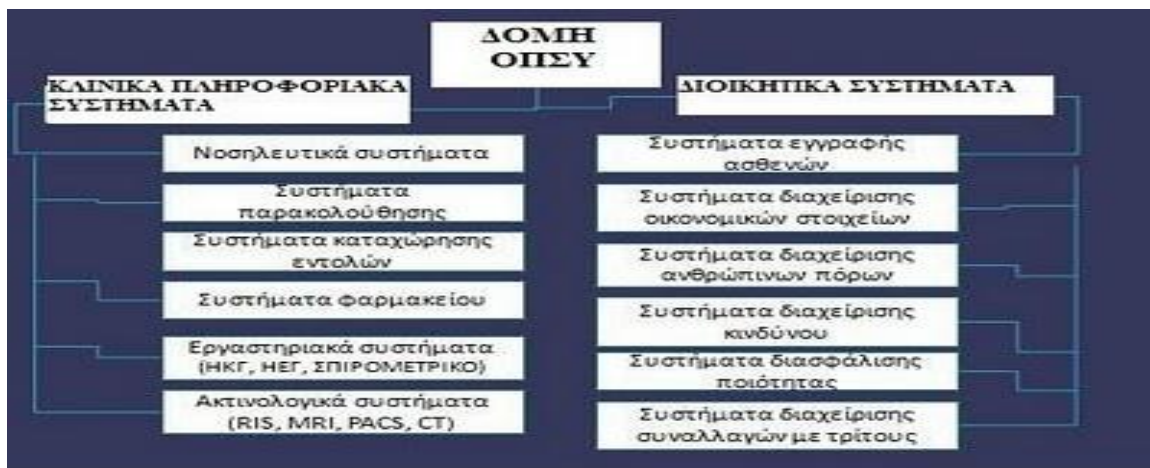 ΔΟΜΗ
ΟΠΣΥ
ΚΛΙΝΙΚΑ ΠΛΗΡΟΦΟΡΙΑΚΑ
ΣΥΣΤΗΜΑΤΑ
Νοσηλευτικά συστήματα
Συστήματα
παρακολούθησης
Συστήματα καταχώρησης
εντολών
Συστήματα φαρμακείου
Εργαστηριακά συστήματα
(ΗΚΓ, ΗΕΓ, ΣΠΙΡΟΜΕΤΡΙΚΟ)
Ακτινολογικά συστήματα
(RIS, MRI, PACS, CT)
ΔΙΟΙΚΗΤΙΚΑ ΣΥΣΤΗΜΑΤΑ
Συστήματα εγγραφής
ασθενών
Συστήματα διαχείρισης
οικονομικών στοιχείων
Συστήματα διαχείρισης
ανθρώπινων πόρων
Συστήματα διαχείρισης
κινδύνου
Συστήματα διασφάλισης
ποιότητας
Συστήματα διαχείρισης
συναλλαγών με τρίτους